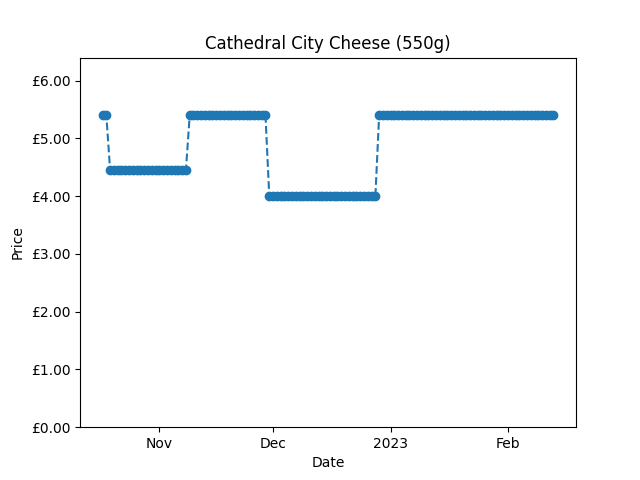 Cathedral City Cheese (550g)
£6.00
£5.00
£4.00
£3.00
£2.00
£1.00
£0.00
Price
Nov Dec 2023 Feb
Date